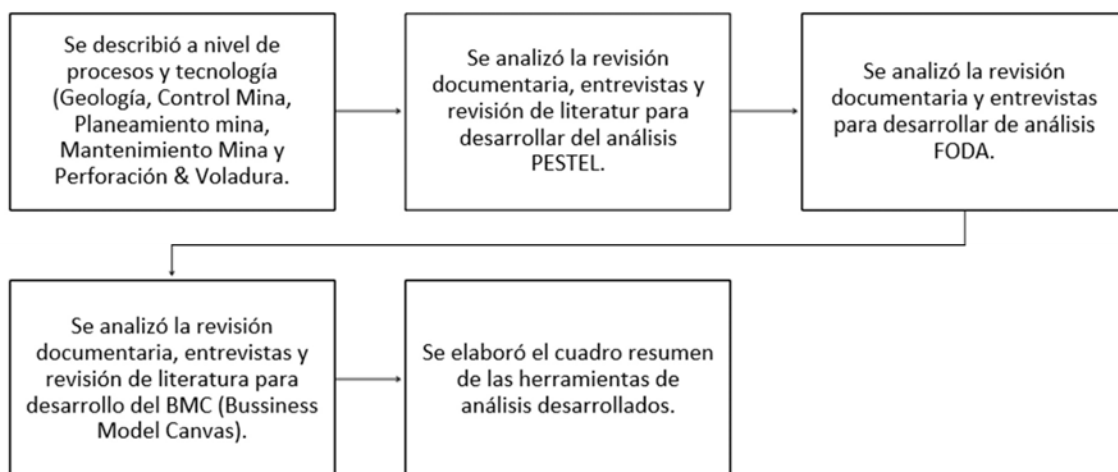 Se describió a nivel de
procesos y tecnología
(Geología, Control Mina,
Planeamiento mina,
Mantenimiento Mina y
Perforación & Voladura.
Se analizó la revisión
documentaria, entrevistas y
revisión de literatur para
desarrollar del análisis
PESTEL.
Se analizó la revisión
documentaria y entrevistas
para desarrollar de análisis
FODA.
Se analizó la revisión
documentaria, entrevistas y
revisión de literatura para
desarrollo del BMC (Bussiness
Model Canvas).
Se elaboró el cuadro resumen
de las herramientas de
análisis desarrollados.